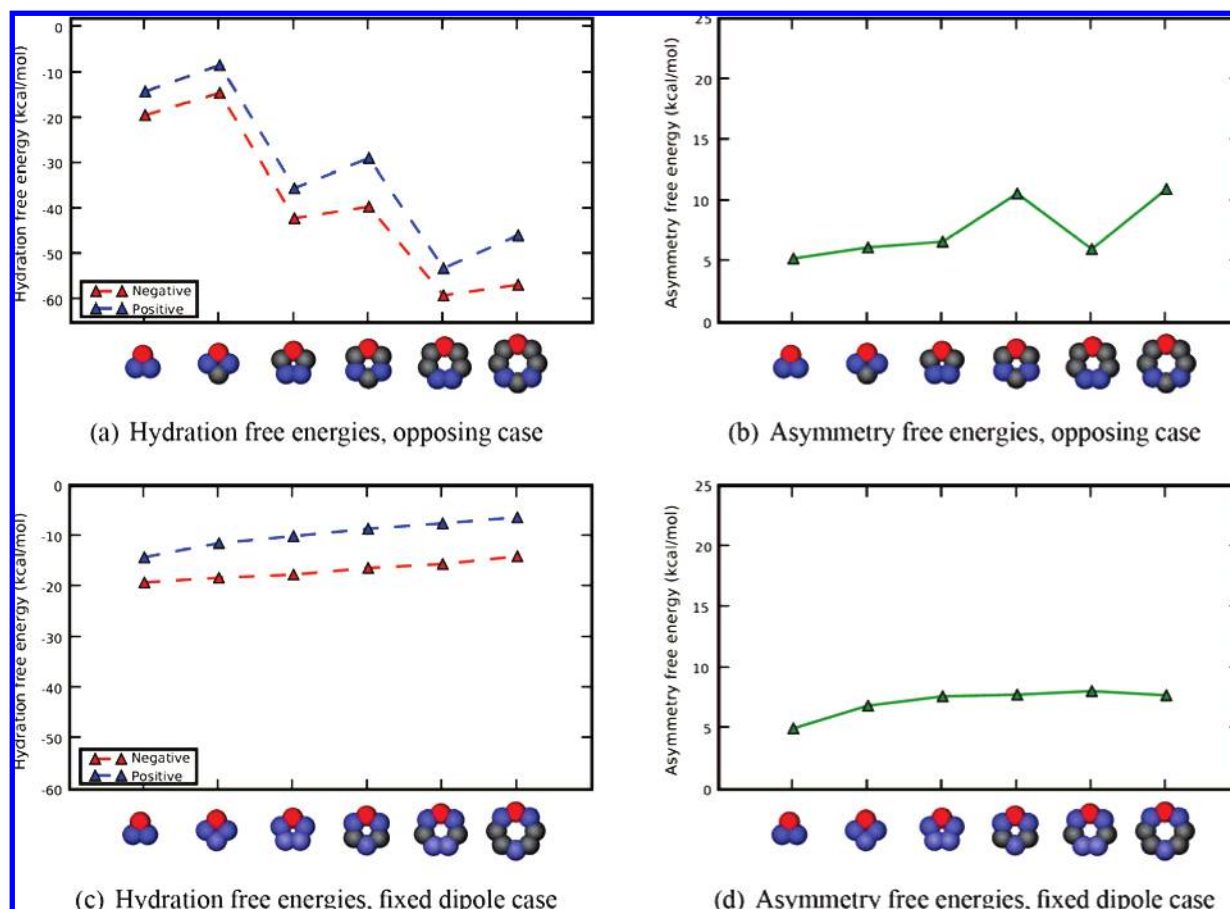 0
-10
-20
-30
-40
-50
-60
Hydration free energy (kcal/mol)
Negative
Positive
(a) Hydration free energies, opposing case
25
20
15
10
5
0
Asymmetry free energy (kcal/mol)
(b) Asymmetry free energies, opposing case
0
-10
-20
-30
-40
-50
-60
Hydration free energy (kcal/mol)
Negative
Positive
(c) Hydration free energies, fixed dipole case
25
20
15
10
5
0
Asymmetry free energy (kcal/mol)
(d) Asymmetry free energies, fixed dipole case